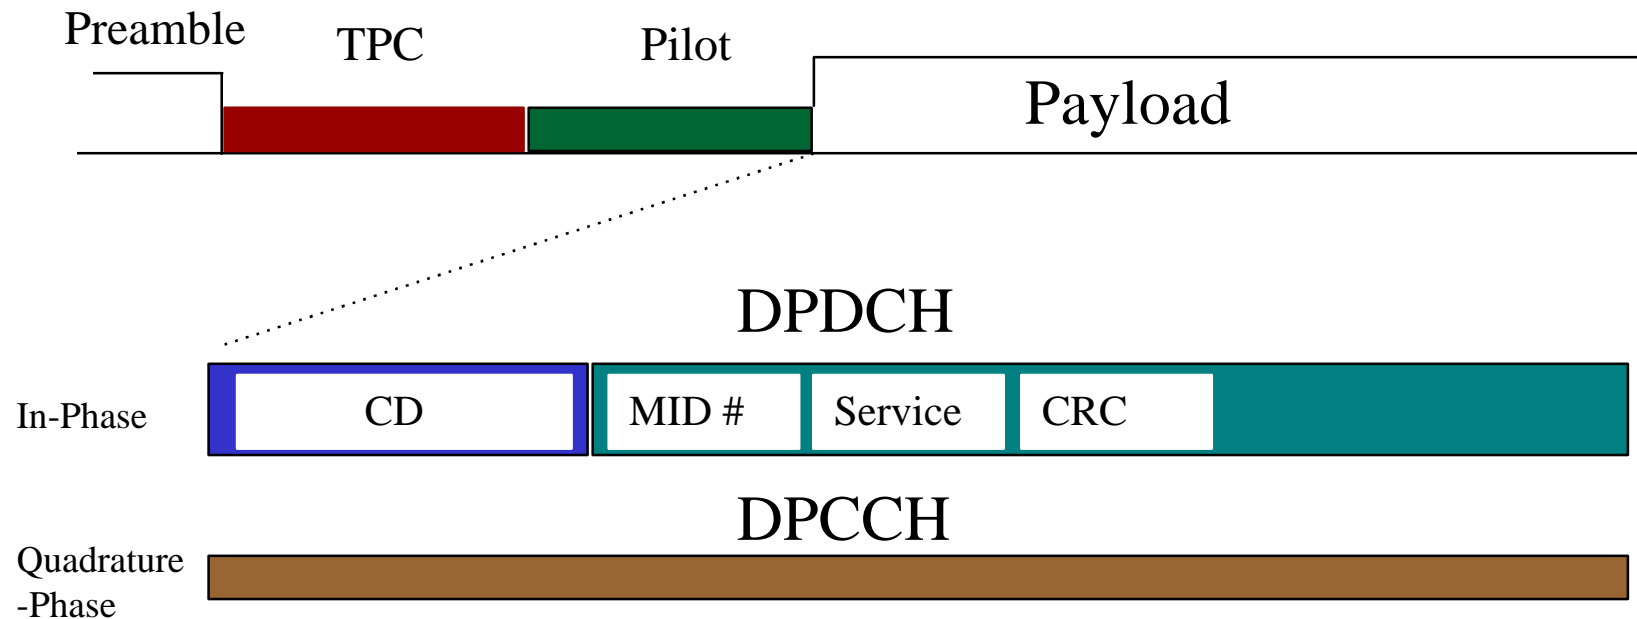 Preamble
TPC
Pilot
Payload
DPDCH
In-Phase
CD
MID #
Service
CRC
DPCCH
Quadrature
-Phase